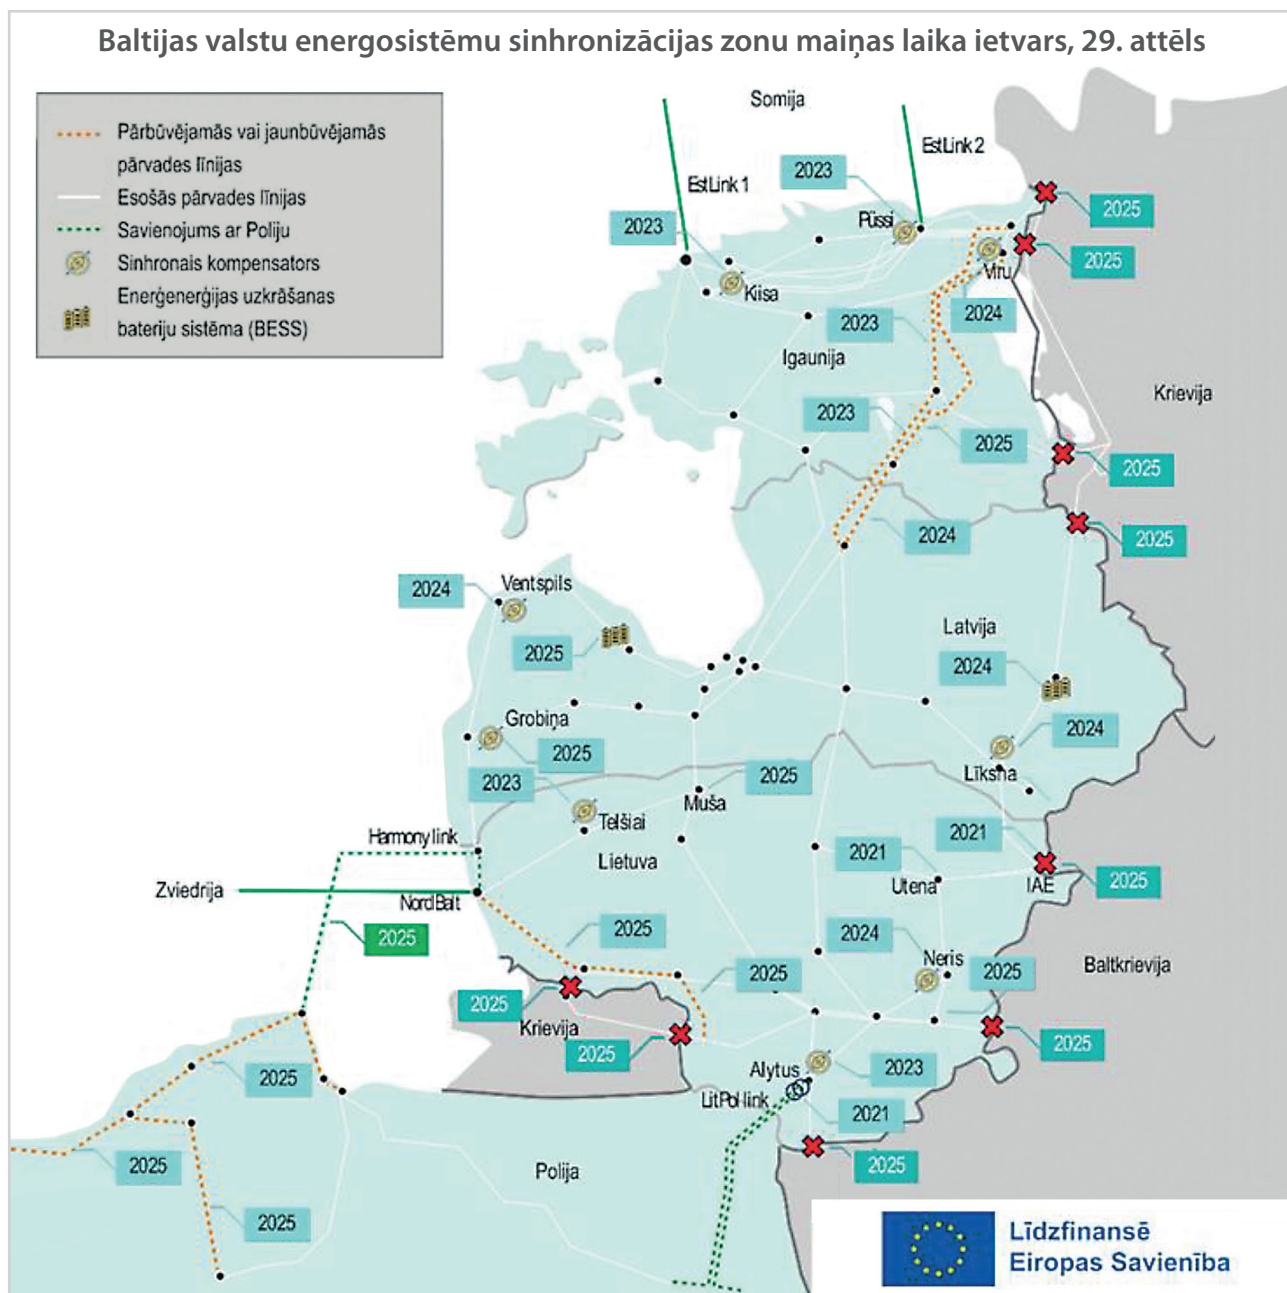 Baltijas valstu energosistēmu sinhronizācijas zonu maiņas laika ietvars, 29. attēls
Pārbūvējamās vai jaunbūvējamās
pārvades līnijas
Esošās pārvades līnijas
Savienojums ar Poliju
Sinhronais kompensators
Enerģenerģijas uzkrāšanas
bateriju sistēma (BESS)
Somija
EstLink 1
EstLink 2
2023
2023
Püssi
2025
2025
Kiisa
Viru
2024
2023
Igaunija
Krievija
2023
2025
2025
2024
2025
2024
Ventspils
2025
Latvija
2024
Grobiņa
2025
2024
Līksna
2023
2025
Muša
Telšiai
Harmony link
Lietuva
2021
2021
Utena
IAE
2025
Zviedrija
NordBalt
2025
2025
2024
Neris
2025
2025
Baltkrievija
2025
Krievija
2025
2025
Alytus
2023
LitPol-link
2021
2025
2025
2025
2025
Polija
Līdzfinansē
Eiropas Savienība